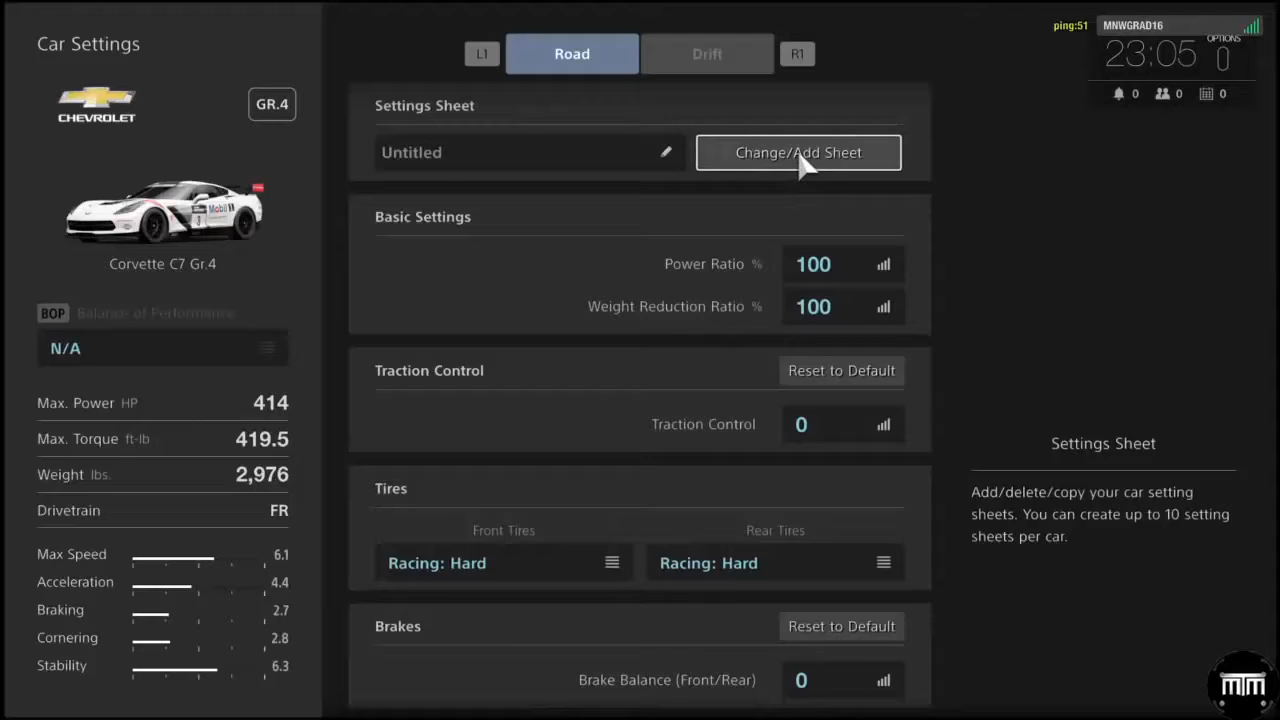 Car Settings
CHEVROLET
GR.4
Corvette C7 Gr.4
BOP Balance of Performance
N/A
Max. Power HP 414
Max. Torque ft-lb 419.5
Weight lbs. 2,976
Drivetrain FR
Max Speed 6.1
Acceleration 4.4
Braking 2.7
Cornering 2.8
Stability 6.3
L1 Road Drift R1
Settings Sheet
Untitled Change/Add Sheet
Basic Settings
Power Ratio % 100
Weight Reduction Ratio % 100
Traction Control Reset to Default
Traction Control 0
Tires
Front Tires Rear Tires
Racing: Hard Racing: Hard
Brakes Reset to Default
Brake Balance (Front/Rear) 0
ping:51 MNWGRAD16
23:05 OPTIONS
0 0 0
Settings Sheet
Add/delete/copy your car setting
sheets. You can create up to 10 setting
sheets per car.
MTM